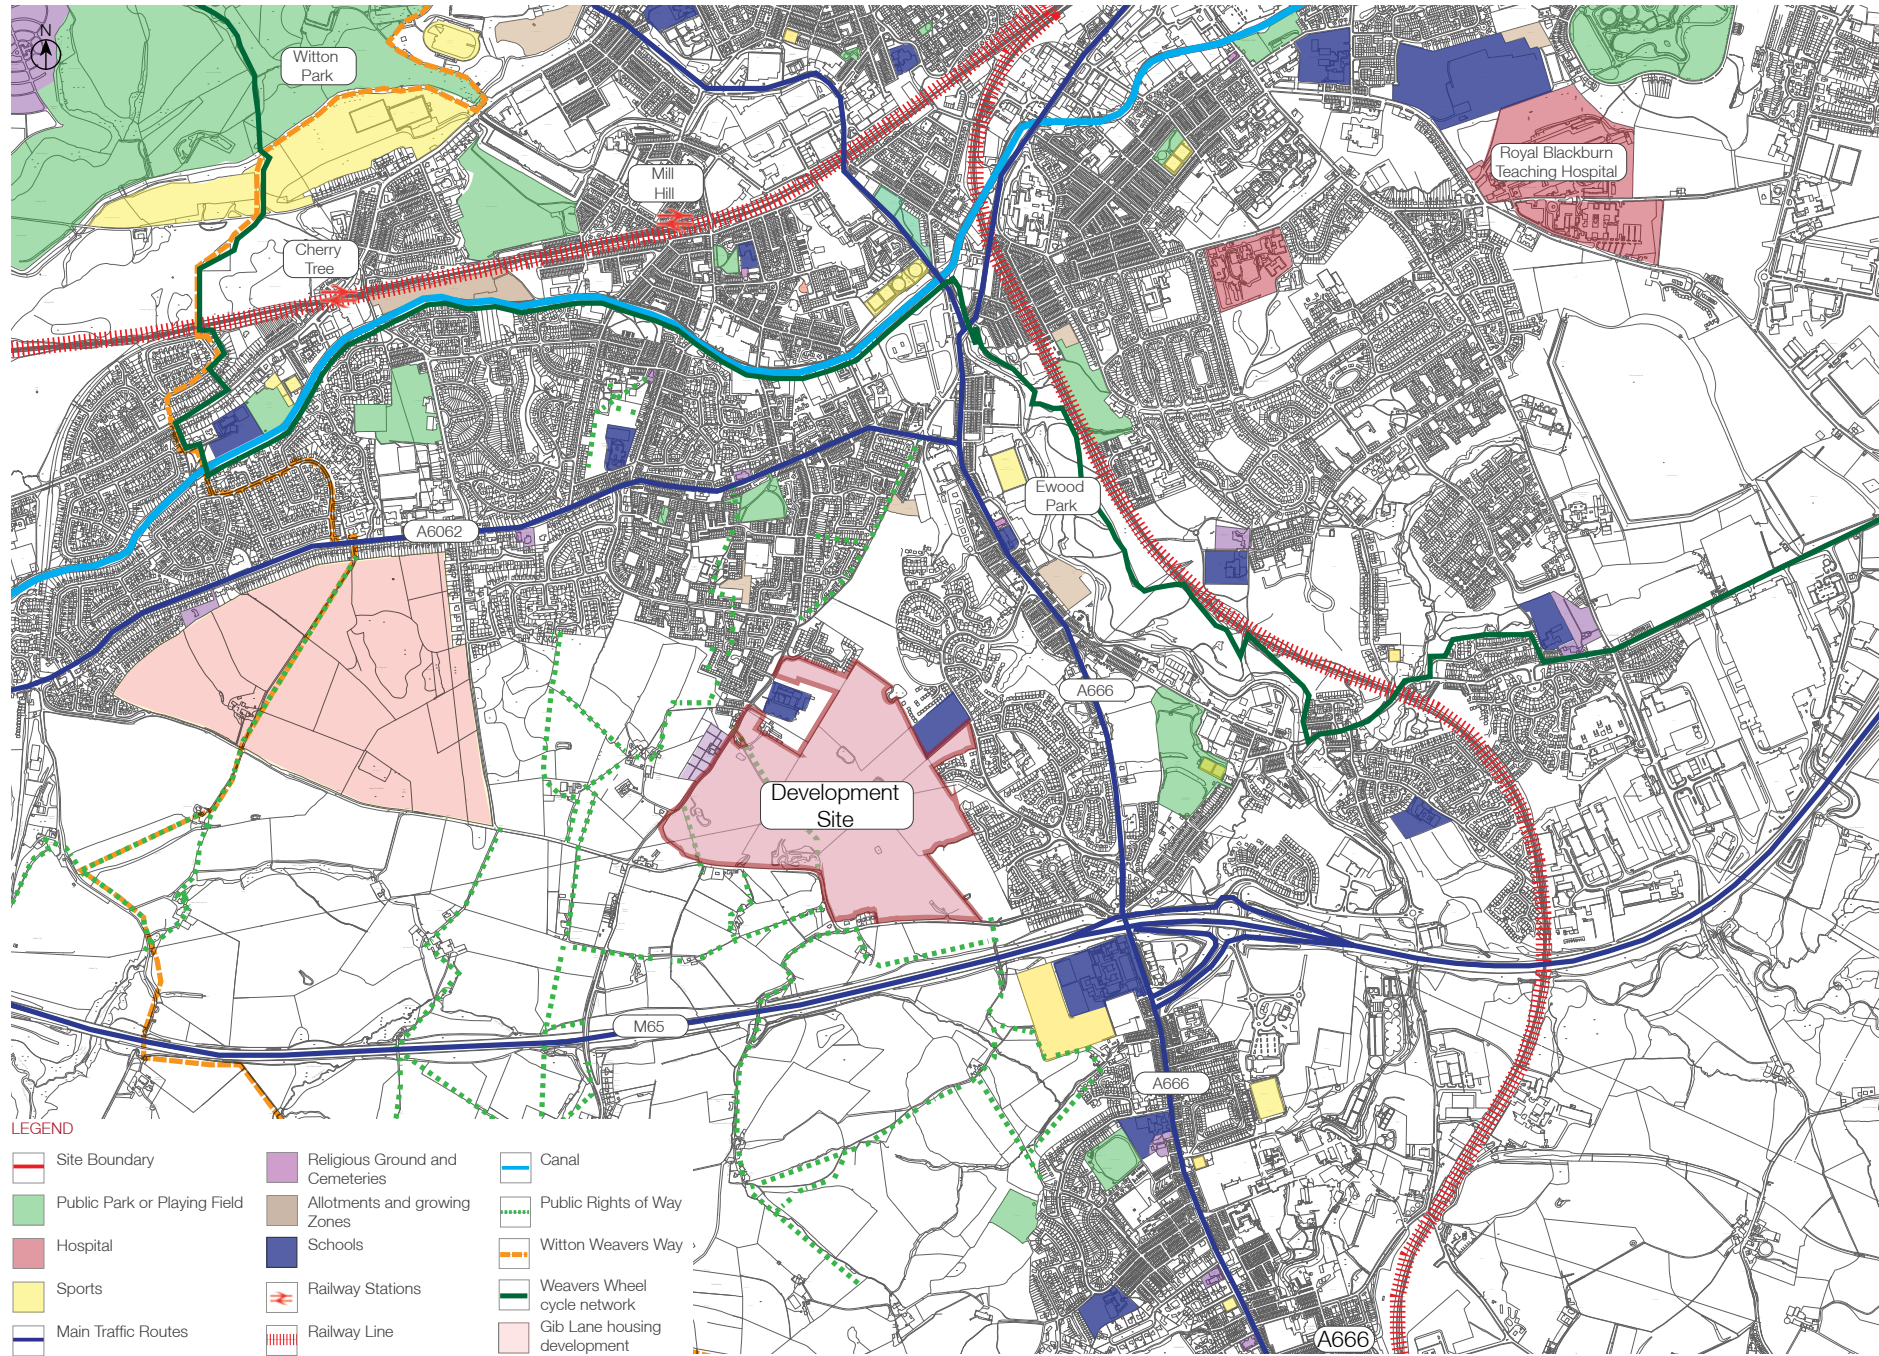 N
Witton
Park
Mill
Hill
Royal Blackburn
Teaching Hospital
Cherry
Tree
Ewood
Park
A6062
A666
Development
Site
M65
A666
A666
LEGEND
Site Boundary
Public Park or Playing Field
Hospital
Sports
Main Traffic Routes
Religious Ground and
Cemeteries
Allotments and growing
Zones
Schools
Railway Stations
Railway Line
Canal
Public Rights of Way
Witton Weavers Way
Weavers Wheel
cycle network
Gib Lane housing
development